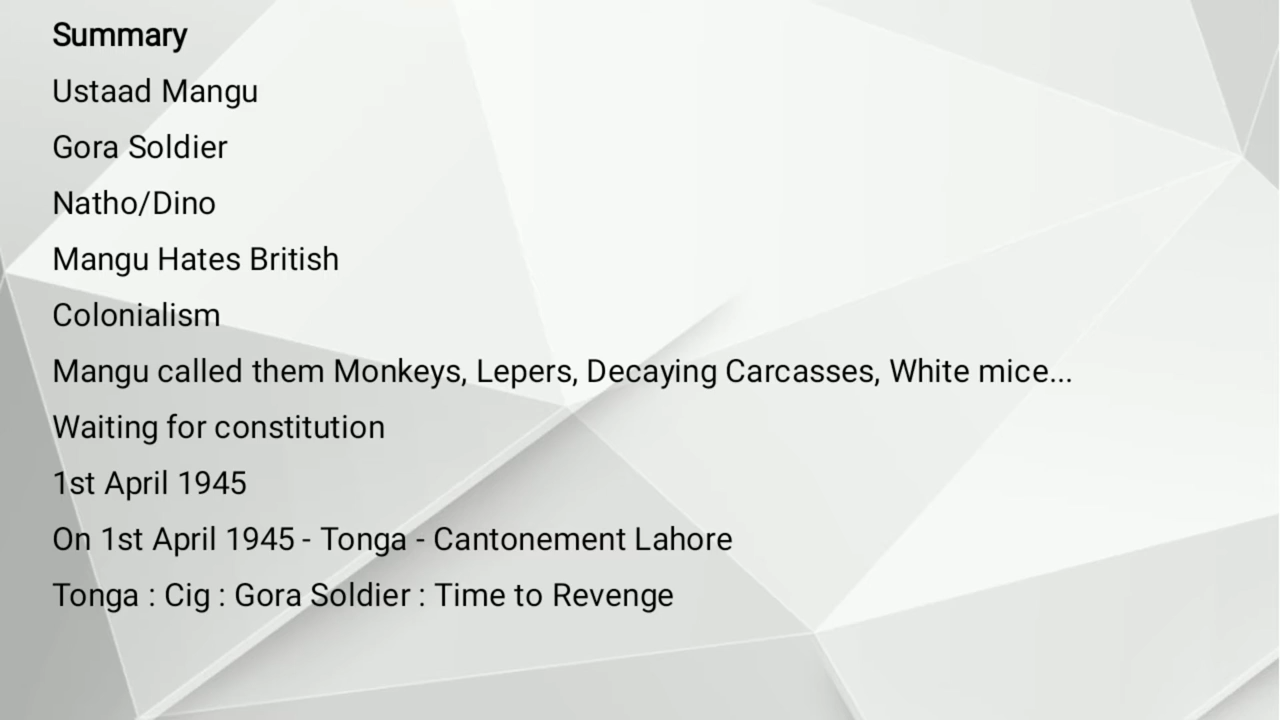 Summary
Ustaad Mangu
Gora Soldier
Natho/Dino
Mangu Hates British
Colonialism
Mangu called them Monkeys, Lepers, Decaying Carcasses, White mice...
Waiting for constitution
1st April 1945
On 1st April 1945 - Tonga - Cantonement Lahore
Tonga : Cig : Gora Soldier : Time to Revenge